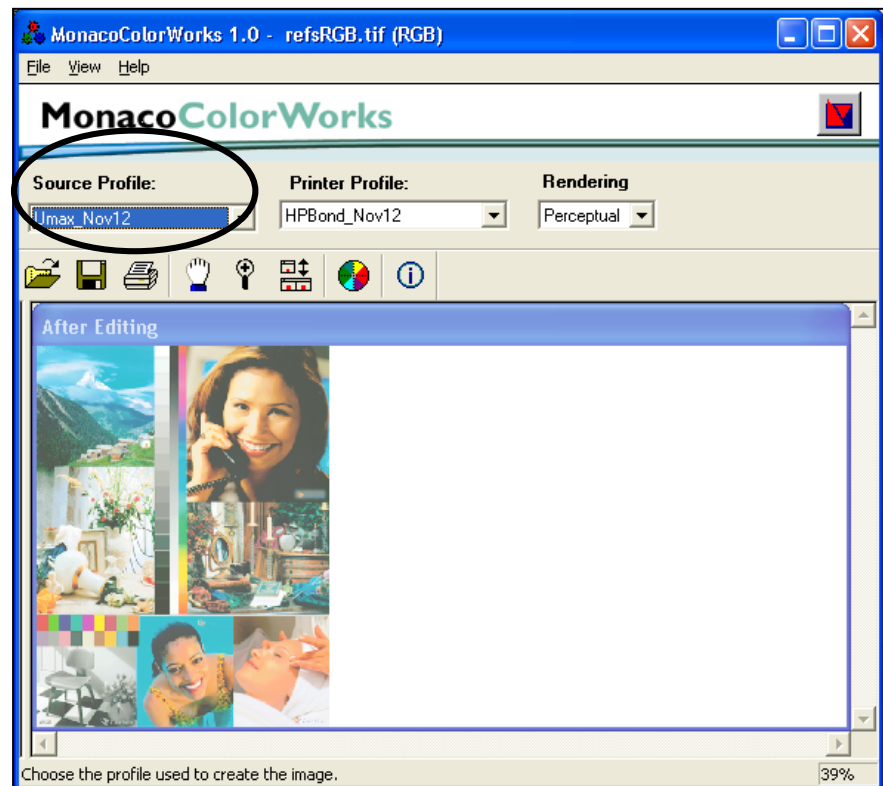 MonacoColorWorks 1.0 - refsRGB.tif (RGB)
File View Help
MonacoColorWorks
Source Profile: Printer Profile: Rendering
Umax_Nov12 HPBond_Nov12 Perceptual
After Editing
Choose the profile used to create the image. 39%